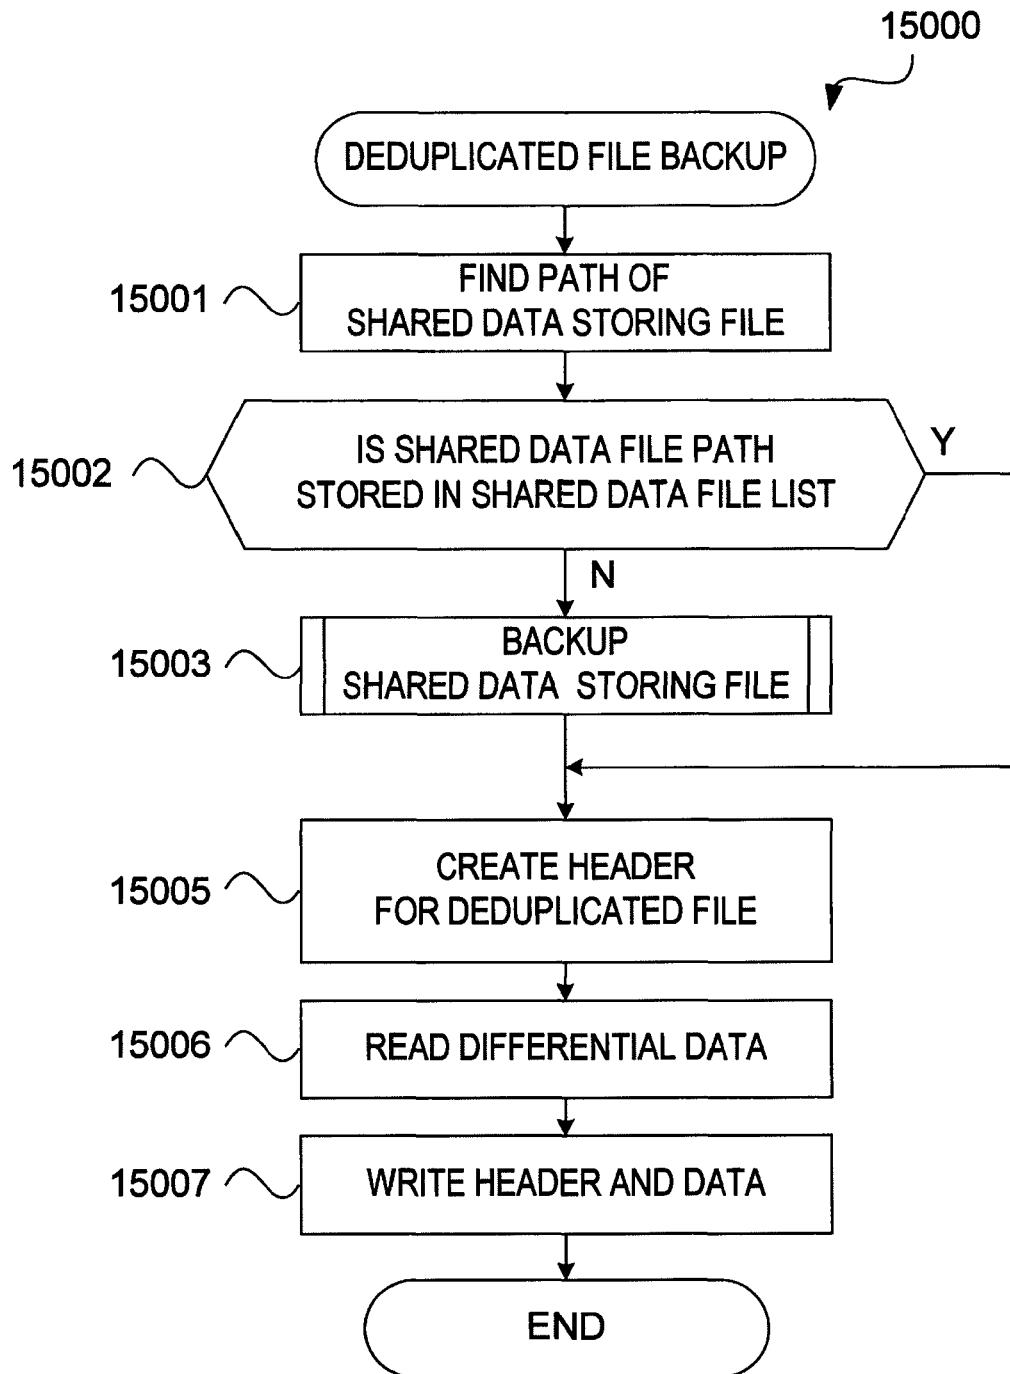 15000
DEDUPLICATED FILE BACKUP
15001
FIND PATH OF
SHARED DATA STORING FILE
15002
IS SHARED DATA FILE PATH
STORED IN SHARED DATA FILE LIST
Y
N
15003
BACKUP
SHARED DATA STORING FILE
15005
CREATE HEADER
FOR DEDUPLICATED FILE
15006
READ DIFFERENTIAL DATA
15007
WRITE HEADER AND DATA
END